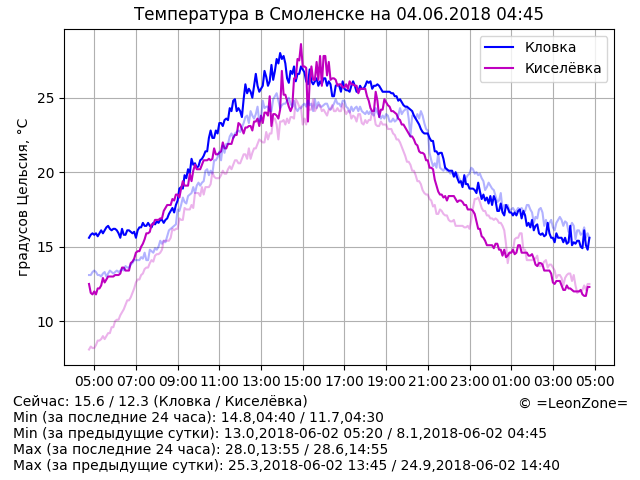 Температура в Смоленске на 04.06.2018 04:45
Кловка
Киселёвка
градусов Цельсия, °C
25
20
15
10
05:00 07:00 09:00 11:00 13:00 15:00 17:00 19:00 21:00 23:00 01:00 03:00 05:00
Сейчас: 15.6 / 12.3 (Кловка / Киселёвка)
© =LeonZone=
Min (за последние 24 часа): 14.8,04:40 / 11.7,04:30
Min (за предыдущие сутки): 13.0,2018-06-02 05:20 / 8.1,2018-06-02 04:45
Max (за последние 24 часа): 28.0,13:55 / 28.6,14:55
Max (за предыдущие сутки): 25.3,2018-06-02 13:45 / 24.9,2018-06-02 14:40